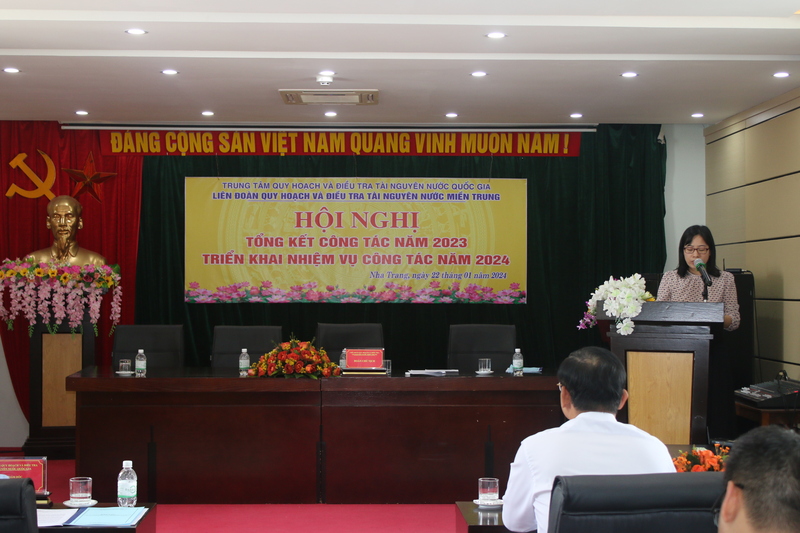 ĐẢNG CỘNG SẢN VIỆT NAM QUANG VINH MUÔN NĂM !
TRUNG TÂM QUY HOẠCH VÀ ĐIỀU TRA TÀI NGUYÊN NƯỚC QUỐC GIA
LIÊN ĐOÀN QUY HOẠCH VÀ ĐIỀU TRA TÀI NGUYÊN NƯỚC MIỀN TRUNG
HỘI NGHỊ
TỔNG KẾT CÔNG TÁC NĂM 2023
TRIỂN KHAI NHIỆM VỤ CÔNG TÁC NĂM 2024
Nha Trang, ngày 22 tháng 01 năm 2024